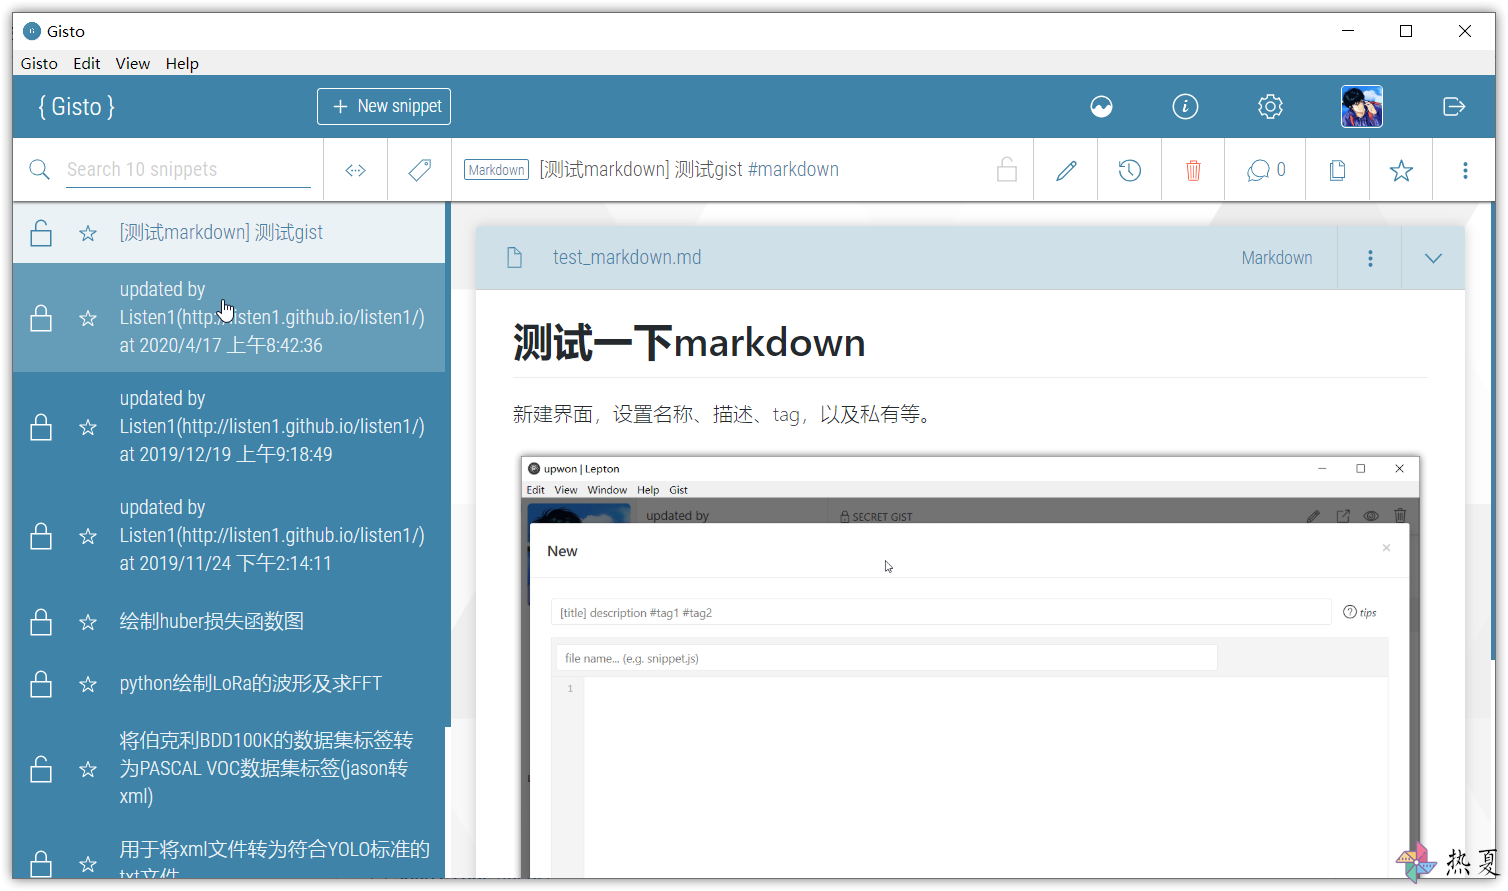 Gisto
Gisto Edit View Help
{ Gisto }
+ New snippet
Search 10 snippets
Markdown [测试markdown] 测试gist #markdown
0
[测试markdown] 测试gist
updated by
Listen1(http://listen1.github.io/listen1/)
at 2020/4/17 上午8:42:36
updated by
Listen1(http://listen1.github.io/listen1/)
at 2019/12/19 上午9:18:49
updated by
Listen1(http://listen1.github.io/listen1/)
at 2019/11/24 下午2:14:11
绘制huber损失函数图
python绘制LoRa的波形及求FFT
将伯克利BDD100K的数据集标签转
为PASCAL VOC数据集标签(jason转
xml)
用于将xml文件转为符合YOLO标准的
txt文件
test_markdown.md
Markdown
测试一下markdown
新建界面，设置名称、描述、tag，以及私有等。
upwon | Lepton
Edit View Window Help Gist
updated by
SECRET GIST
New
[title] description #tag1 #tag2
tips
file name... (e.g. snippet.js)
1
热夏